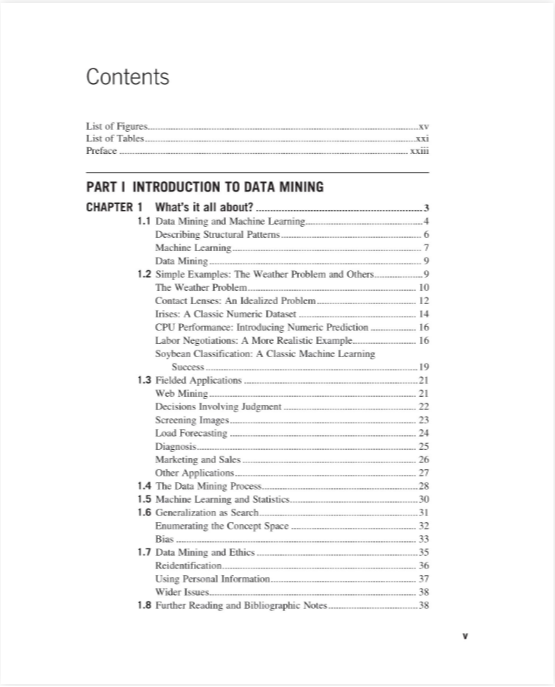 Contents
List of Figures xv
List of Tables xxi
Preface xxiii
PART I INTRODUCTION TO DATA MINING
CHAPTER 1 What's it all about? 3
1.1 Data Mining and Machine Learning 4
Describing Structural Patterns 6
Machine Learning 7
Data Mining 9
1.2 Simple Examples: The Weather Problem and Others 9
The Weather Problem 10
Contact Lenses: An Idealized Problem 12
Irises: A Classic Numeric Dataset 14
CPU Performance: Introducing Numeric Prediction 16
Labor Negotiations: A More Realistic Example 16
Soybean Classification: A Classic Machine Learning
Success 19
1.3 Fielded Applications 21
Web Mining 21
Decisions Involving Judgment 22
Screening Images 23
Load Forecasting 24
Diagnosis 25
Marketing and Sales 26
Other Applications 27
1.4 The Data Mining Process 28
1.5 Machine Learning and Statistics 30
1.6 Generalization as Search 31
Enumerating the Concept Space 32
Bias 33
1.7 Data Mining and Ethics 35
Reidentification 36
Using Personal Information 37
Wider Issues 38
1.8 Further Reading and Bibliographic Notes 38
v